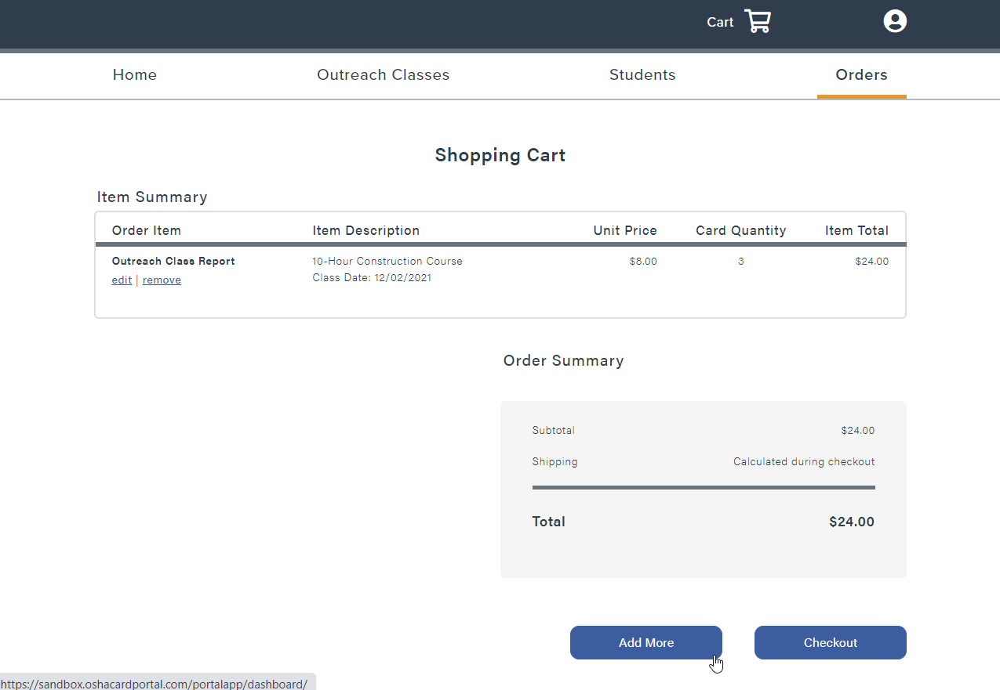 Cart
Home Outreach Classes Students Orders
Shopping Cart
Item Summary
Order Item Item Description Unit Price Card Quantity Item Total
Outreach Class Report 10-Hour Construction Course $8.00 3 $24.00
Class Date: 12/02/2021
edit | remove
Order Summary
Subtotal $24.00
Shipping Calculated during checkout
Total $24.00
Add More Checkout
https://sandbox.oshacardportal.com/portalapp/dashboard/